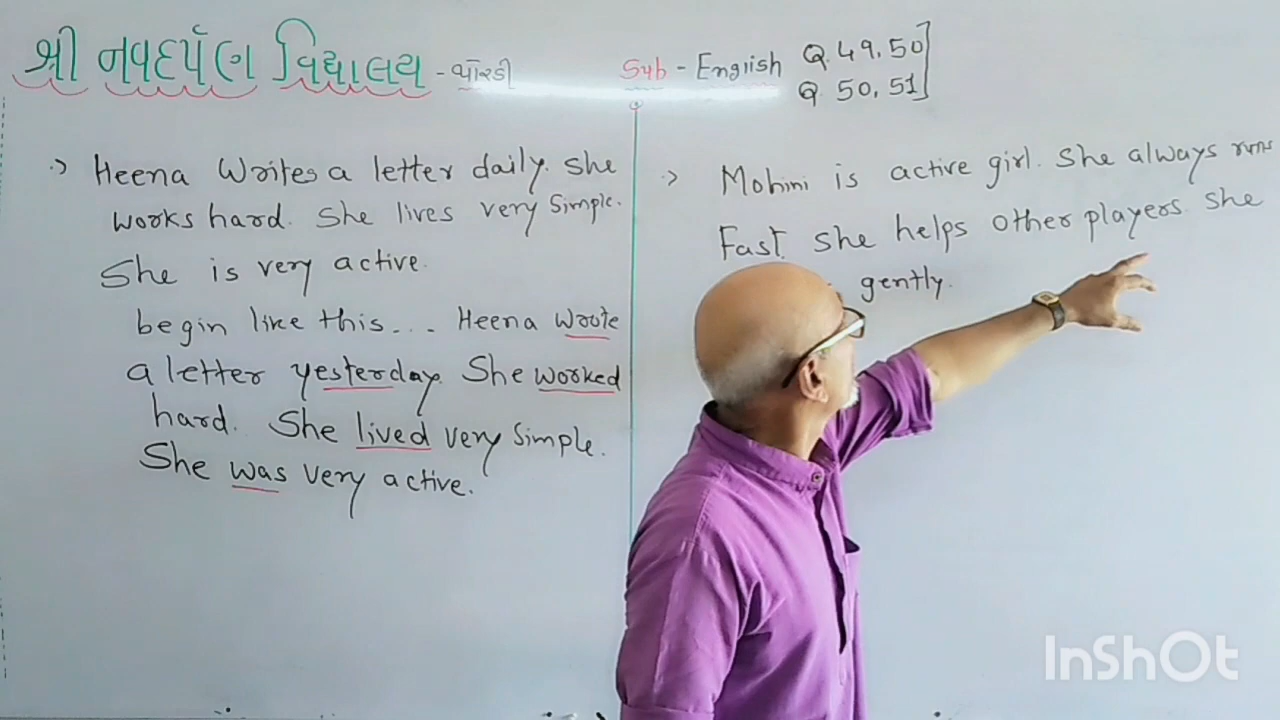 શ્રી નવદર્પણ વિદ્યાલય - વૉરડી
Sub - English Q. 49, 50
Q. 50, 51
Heena Writes a letter daily. She
works hard. She lives very Simple.
She is very active.
begin like this... Heena Wrote
a letter yesterday. She worked
hard. She lived very Simple.
She was very active.
Mohini is active girl. She always runs
Fast. She helps other players. She
gently.
InShOt